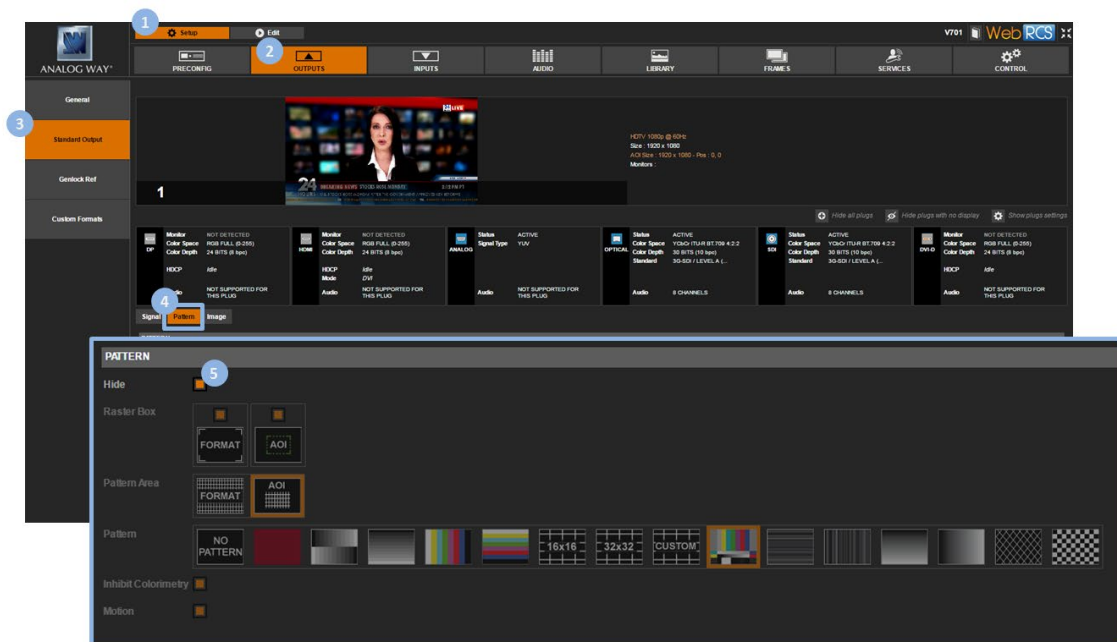 1
Setup
Edit
V701
Web RCS
ANALOG WAY®
2
PRECONFIG
OUTPUTS
INPUTS
AUDIO
LIBRARY
FRAMES
SERVICES
CONTROL
General
3
Standard Output
Genlock Ref
Custom Formats
LIVE
24
BREAKING NEWS
1
HDTV 1080p @ 60Hz
Size : 1920 x 1080
AOI Size : 1920 x 1080 - Pos : 0, 0
Monitors :
Hide all plugs
Hide plugs with no display
Show plugs settings
DP
Monitor NOT DETECTED
Color Space RGB FULL (0-255)
Color Depth 24 BITS (8 bpc)
HDCP Idle
Audio NOT SUPPORTED FOR THIS PLUG
HDMI
Monitor NOT DETECTED
Color Space RGB FULL (0-255)
Color Depth 24 BITS (8 bpc)
HDCP Idle
Mode DVI
Audio NOT SUPPORTED FOR THIS PLUG
ANALOG
Status ACTIVE
Signal Type YUV
Audio NOT SUPPORTED FOR THIS PLUG
OPTICAL
Status ACTIVE
Color Space YCbCr ITU-R BT.709 4:2:2
Color Depth 30 BITS (10 bpc)
Standard 3G-SDI / LEVEL A (...
Audio 8 CHANNELS
SDI
Status ACTIVE
Color Space YCbCr ITU-R BT.709 4:2:2
Color Depth 30 BITS (10 bpc)
Standard 3G-SDI / LEVEL A (...
Audio 8 CHANNELS
DVI-D
Monitor NOT DETECTED
Color Space RGB FULL (0-255)
Color Depth 24 BITS (8 bpc)
HDCP Idle
Audio NOT SUPPORTED FOR THIS PLUG
4
Signal
Pattern
Image
PATTERN
5
Hide
Raster Box
FORMAT
AOI
Pattern Area
FORMAT
AOI
Pattern
NO PATTERN
16x16
32x32
CUSTOM
Inhibit Colorimetry
Motion